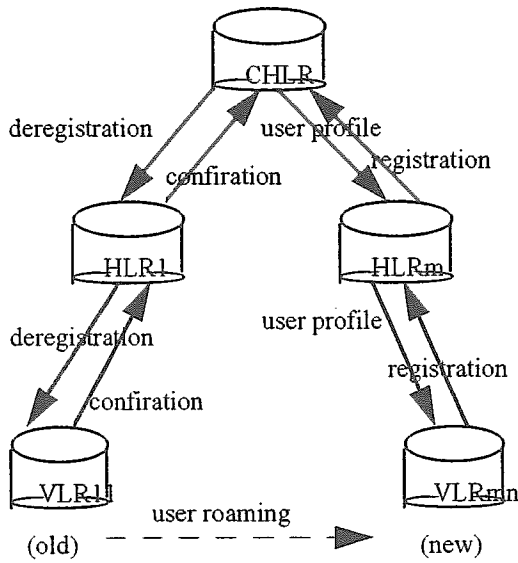 CHLR
deregistration
user profile
confiration
registration
HLR1
HLRm
user profile
deregistration
registration
confiration
VLR11
VLRmn
user roaming
(old)
(new)